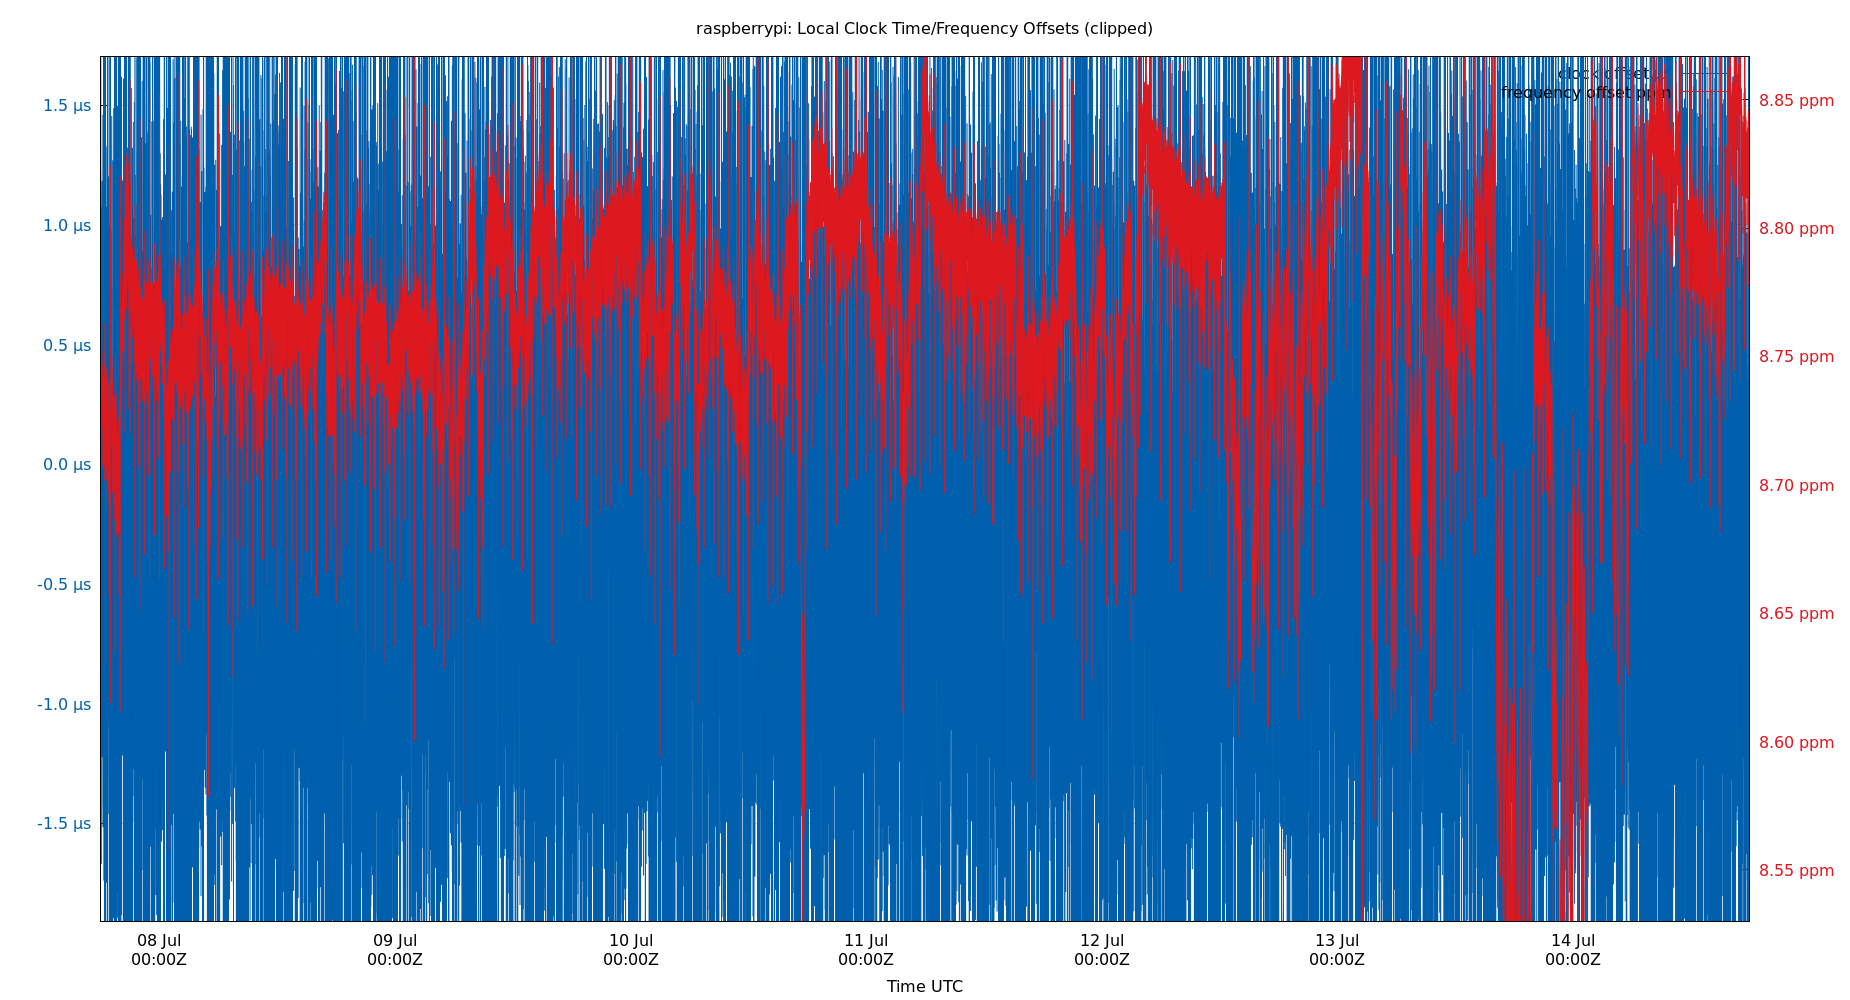 raspberrypi: Local Clock Time/Frequency Offsets (clipped)
clock offset
frequency offset ppm
1.5 μs
1.0 μs
0.5 μs
0.0 μs
-0.5 μs
-1.0 μs
-1.5 μs
8.85 ppm
8.80 ppm
8.75 ppm
8.70 ppm
8.65 ppm
8.60 ppm
8.55 ppm
08 Jul
00:00Z
09 Jul
00:00Z
10 Jul
00:00Z
11 Jul
00:00Z
12 Jul
00:00Z
13 Jul
00:00Z
14 Jul
00:00Z
Time UTC